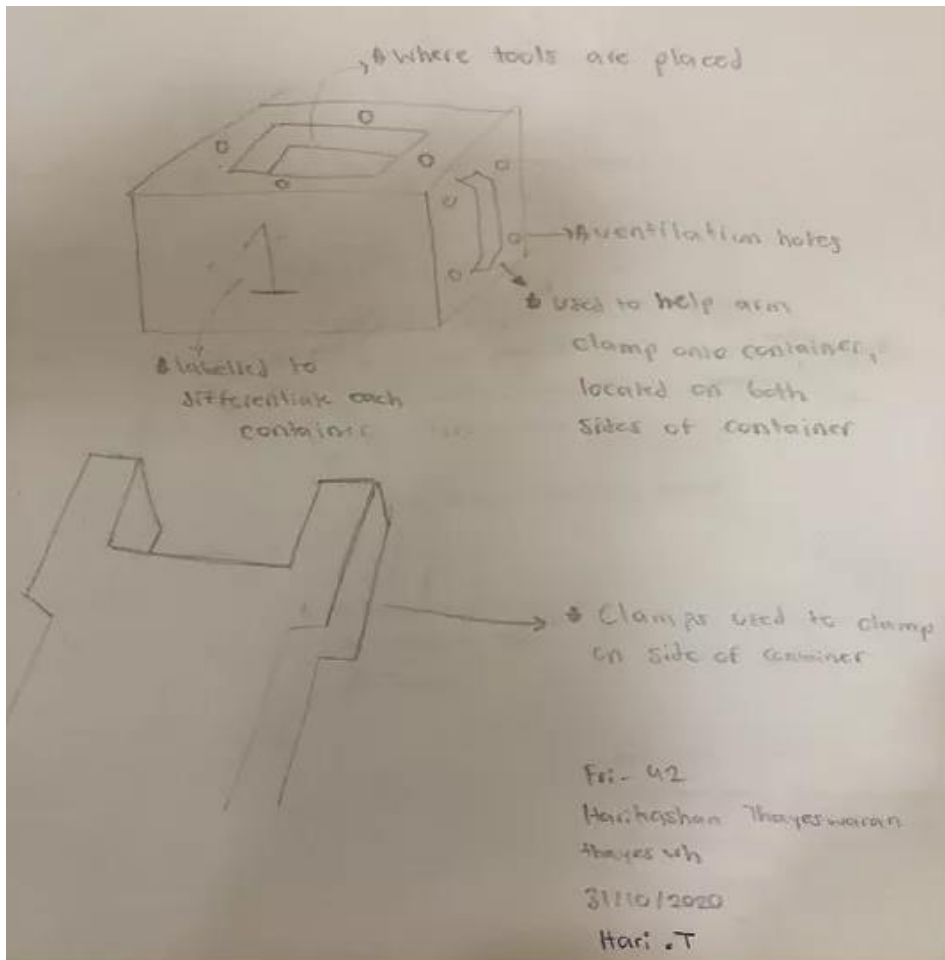 Where tools are placed
1
ventilation holes
used to help arm
clamp onto container,
located on both
sides of container
labelled to
differentiate each
container
Clamps used to clamp
on side of container
Fri- 42
Harihashan Thayeswaran
thayeswh
31/10/2020
Hari .T